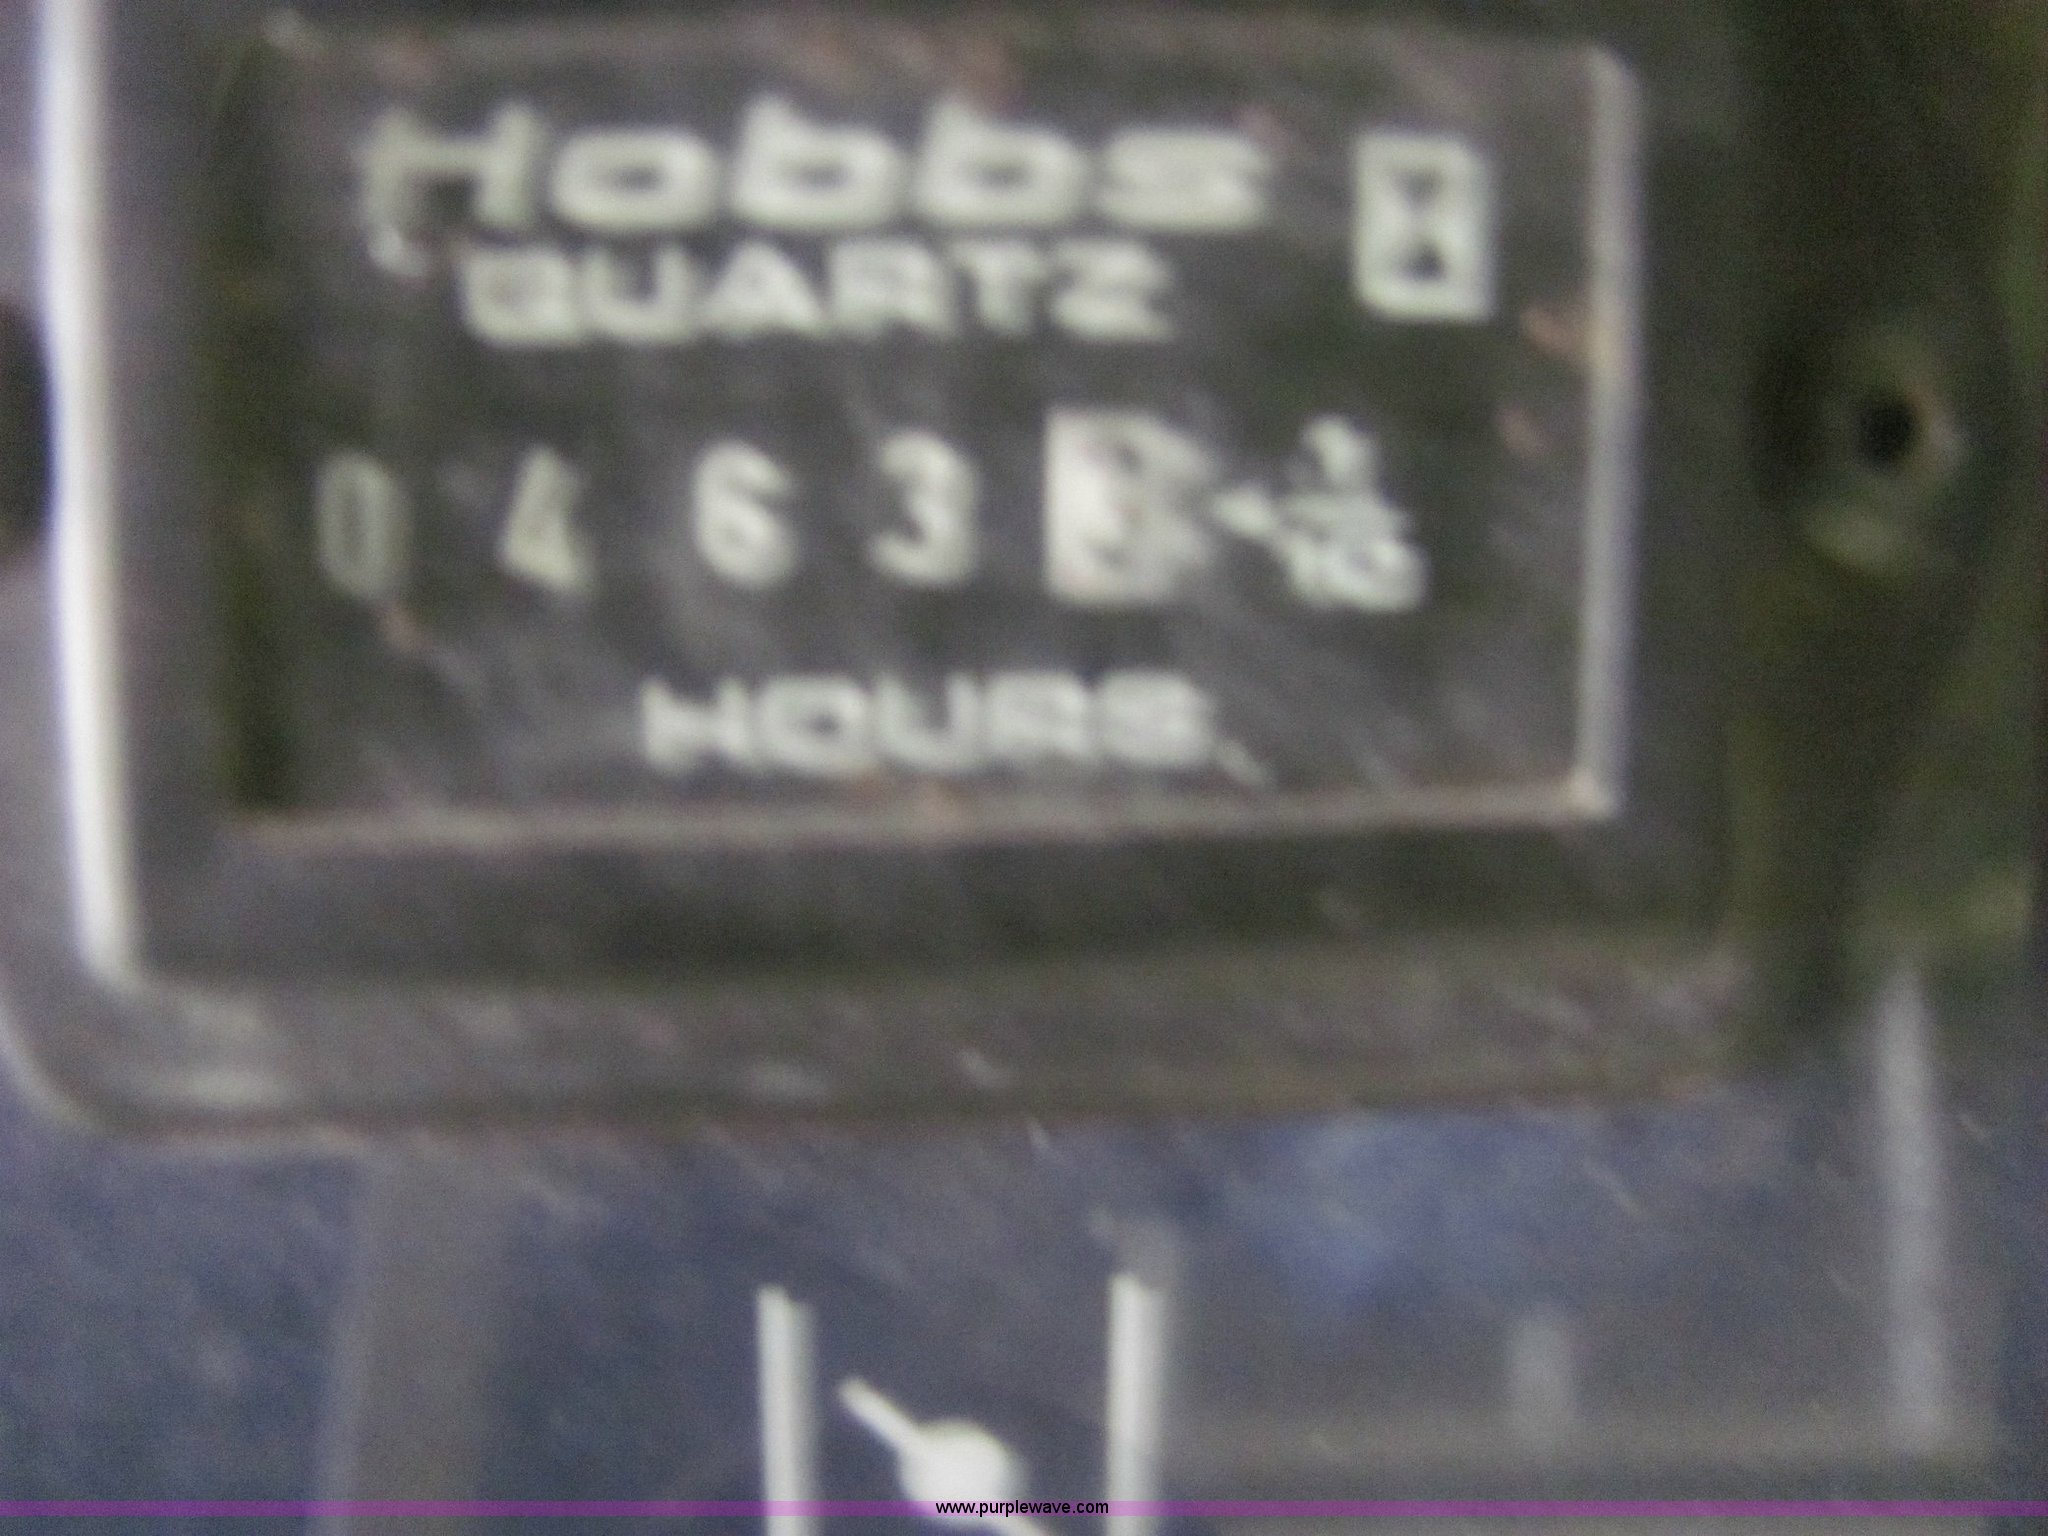 Hobbs
QUARTZ
0 4 6 3
HOURS
www.purplewave.com